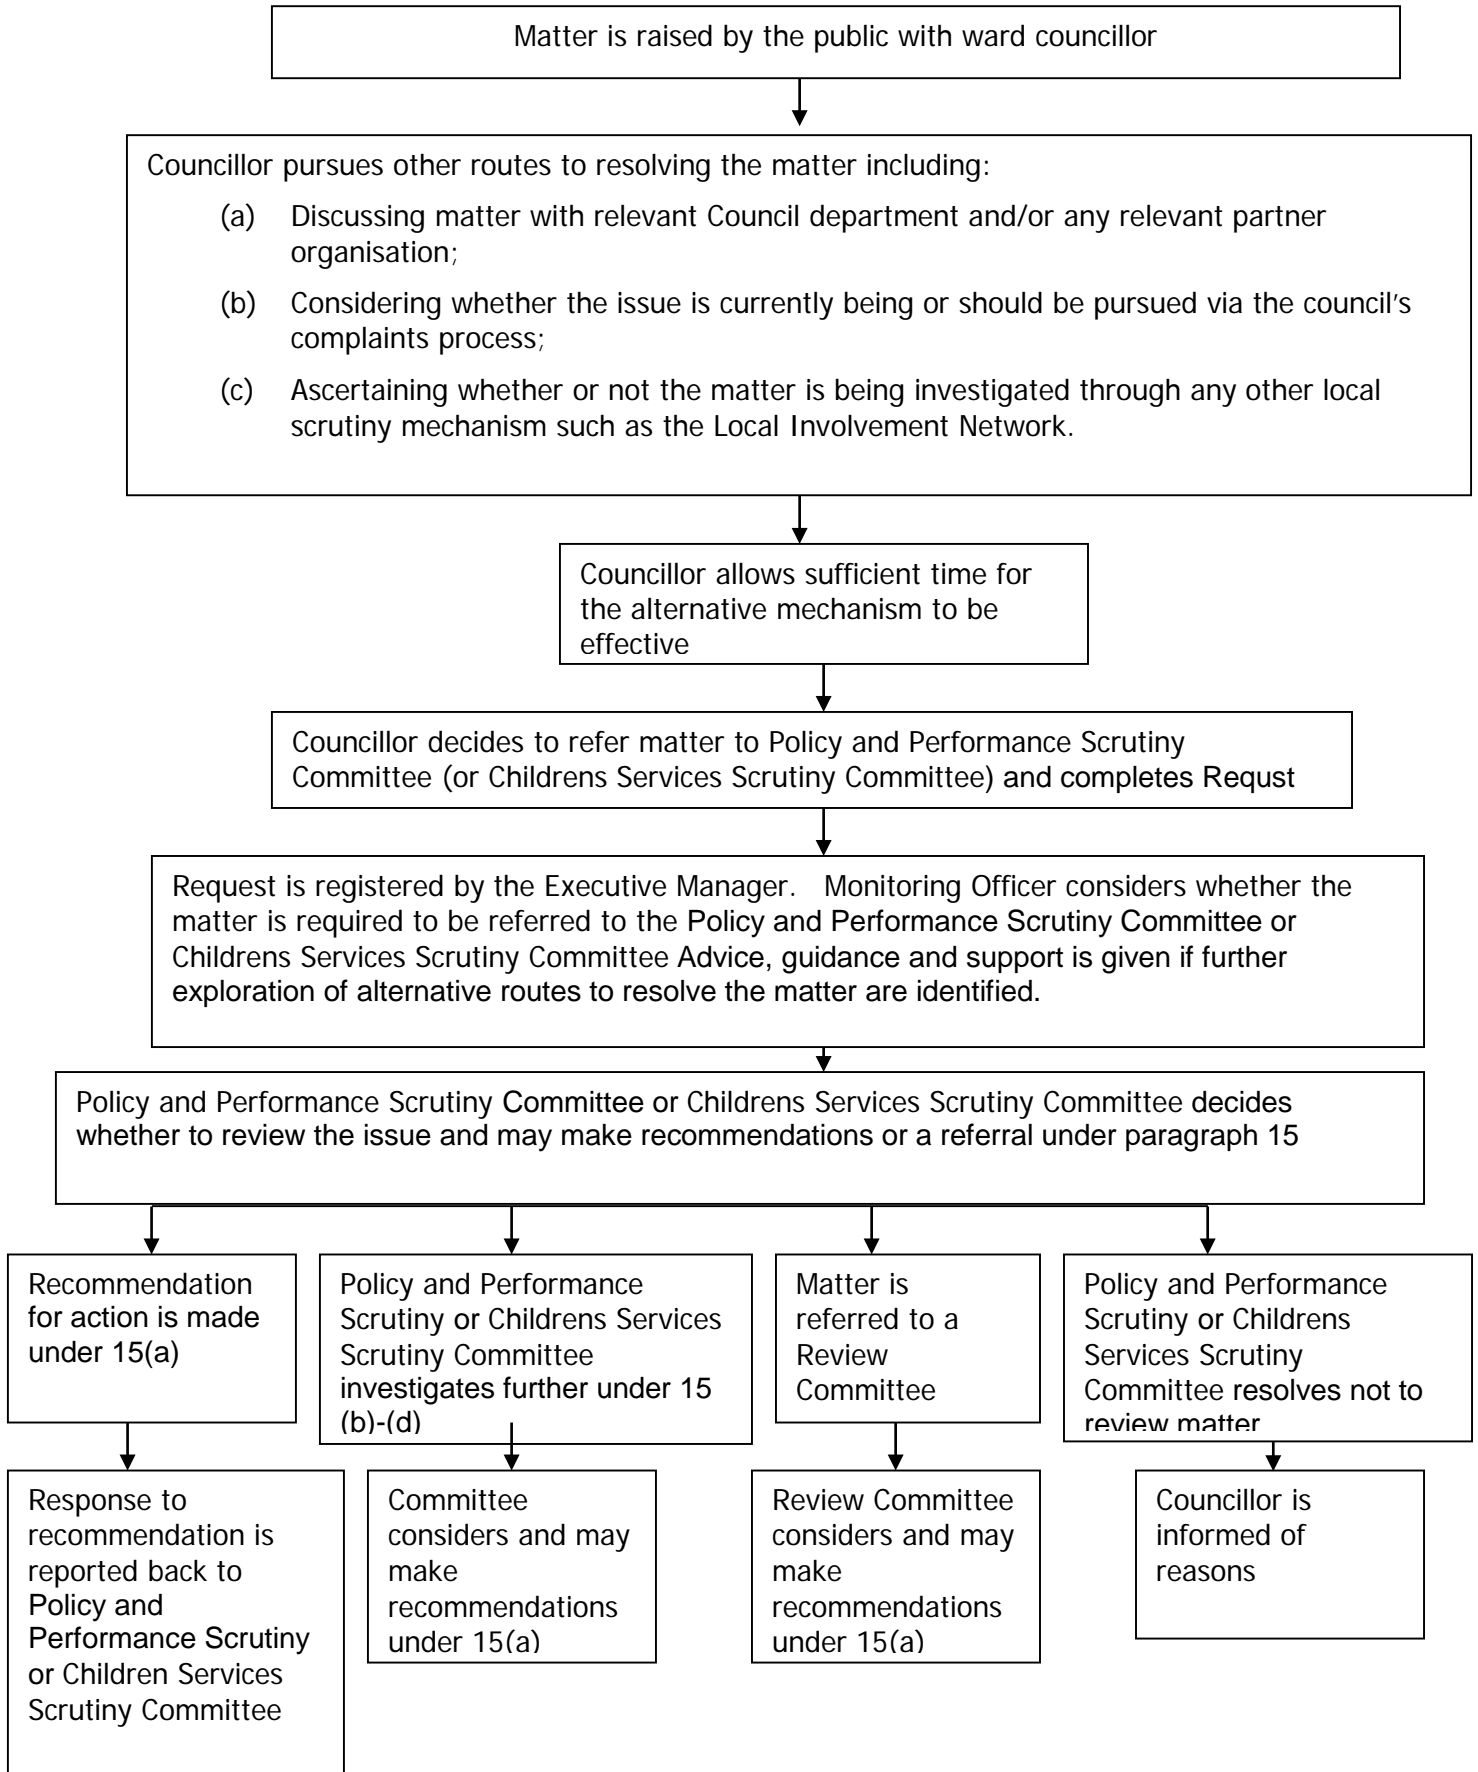 Matter is raised by the public with ward councillor
Councillor pursues other routes to resolving the matter including:
(a) Discussing matter with relevant Council department and/or any relevant partner
organisation;
(b) Considering whether the issue is currently being or should be pursued via the council's
complaints process;
(c) Ascertaining whether or not the matter is being investigated through any other local
scrutiny mechanism such as the Local Involvement Network.
Councillor allows sufficient time for
the alternative mechanism to be
effective
Councillor decides to refer matter to Policy and Performance Scrutiny
Committee (or Childrens Services Scrutiny Committee) and completes Requst
Request is registered by the Executive Manager. Monitoring Officer considers whether the
matter is required to be referred to the Policy and Performance Scrutiny Committee or
Childrens Services Scrutiny Committee Advice, guidance and support is given if further
exploration of alternative routes to resolve the matter are identified.
Policy and Performance Scrutiny Committee or Childrens Services Scrutiny Committee decides
whether to review the issue and may make recommendations or a referral under paragraph 15
Recommendation
for action is made
under 15(a)
Policy and Performance
Scrutiny or Childrens Services
Scrutiny Committee
investigates further under 15
(b)-(d)
Matter is
referred to a
Review
Committee
Policy and Performance
Scrutiny or Childrens
Services Scrutiny
Committee resolves not to
review matter
Response to
recommendation is
reported back to
Policy and
Performance Scrutiny
or Children Services
Scrutiny Committee
Committee
considers and may
make
recommendations
under 15(a)
Review Committee
considers and may
make
recommendations
under 15(a)
Councillor is
informed of
reasons